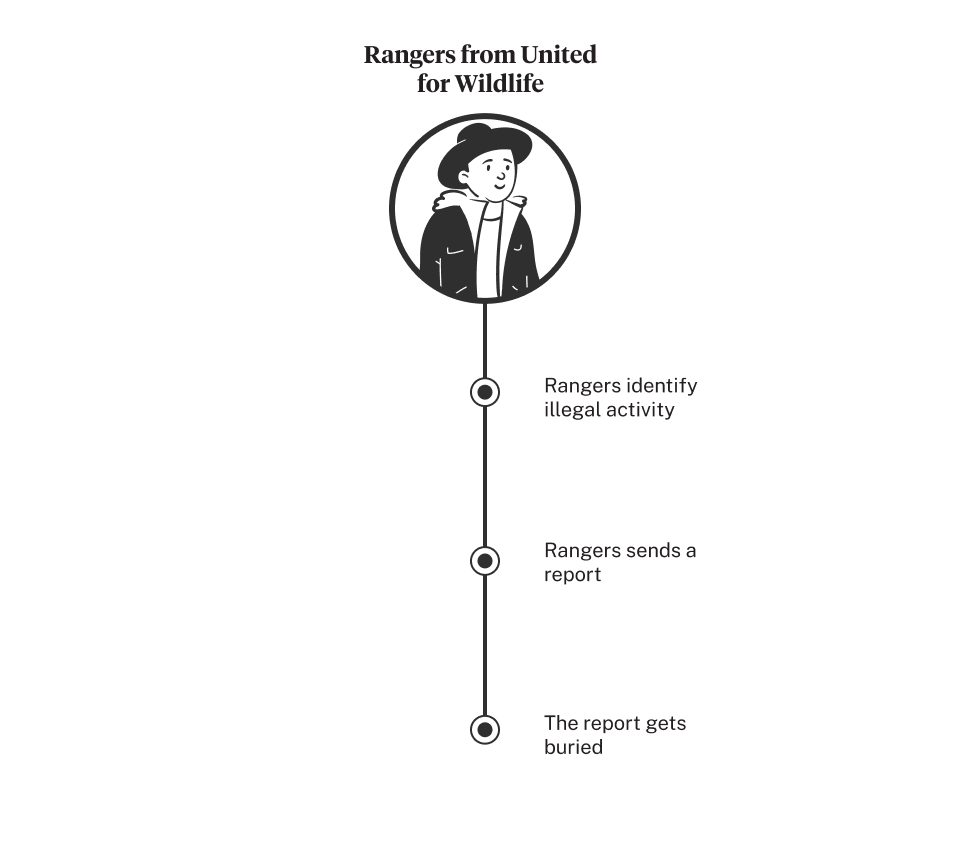 Rangers from United
for Wildlife
Rangers identify
illegal activity
Rangers sends a
report
The report gets
buried